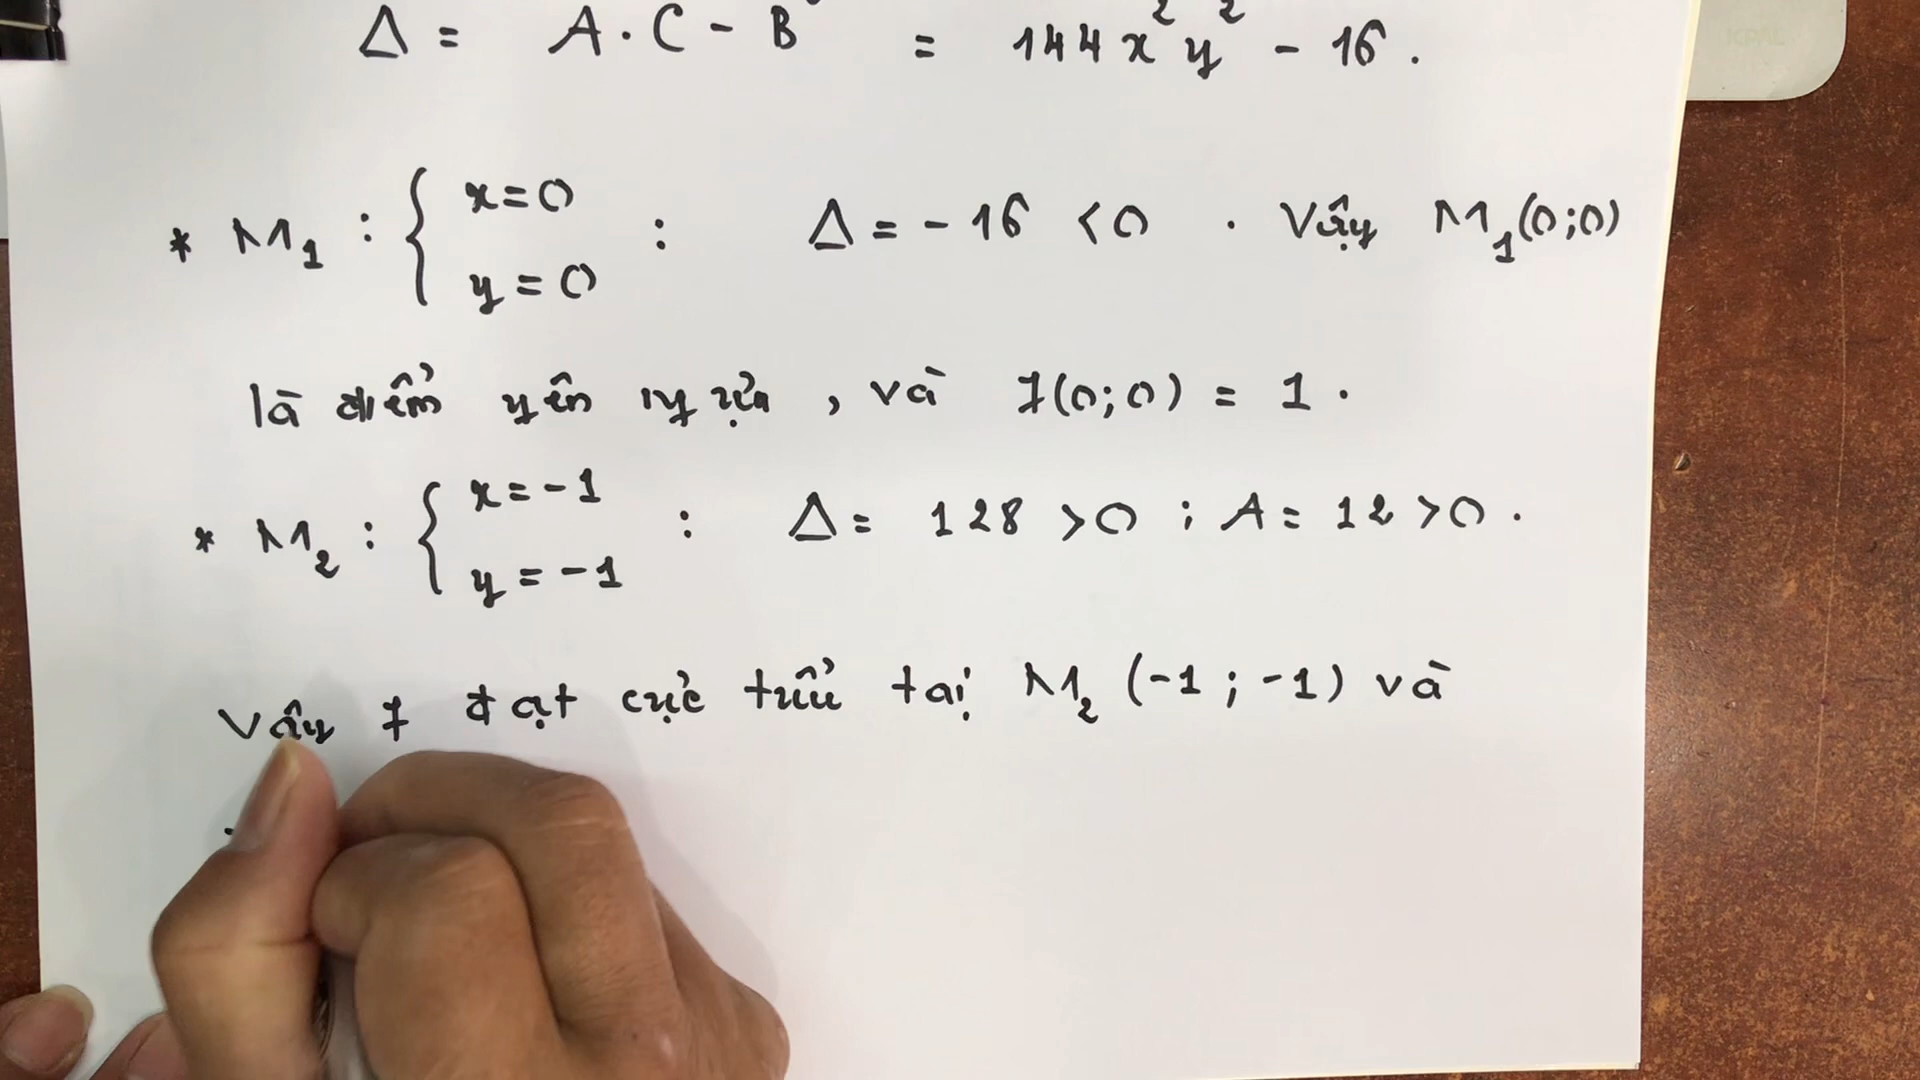 Δ = A.C - B² = 144x²y² - 16.
* M₁ : { x=0 y=0 : Δ = -16 < 0 . Vậy M₁(0;0)
là điểm yên ngựa, và f(0;0) = 1.
* M₂ : { x=-1 y=-1 : Δ = 128 > 0 ; A = 12 > 0.
Vậy f đạt cực tiểu tại M₂ (-1; -1) và